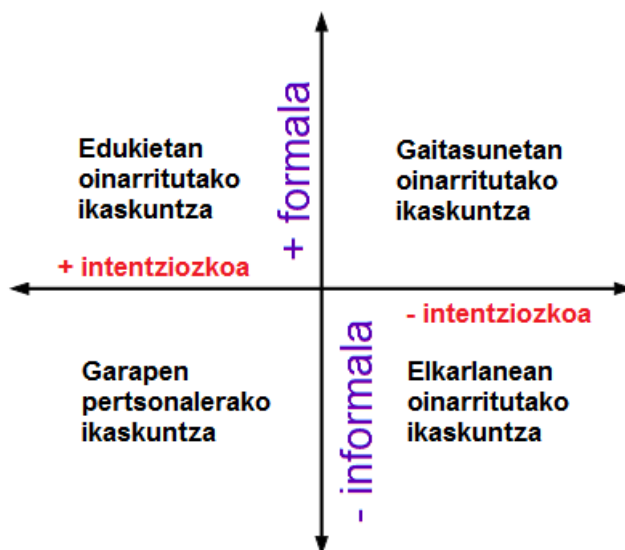 + formala
Edukietan
oinarritutako
ikaskuntza
Gaitasunetan
oinarritutako
ikaskuntza
+ intentziozkoa
- intentziozkoa
Garapen
pertsonalerako
ikaskuntza
- informala
Elkarlanean
oinarritutako
ikaskuntza